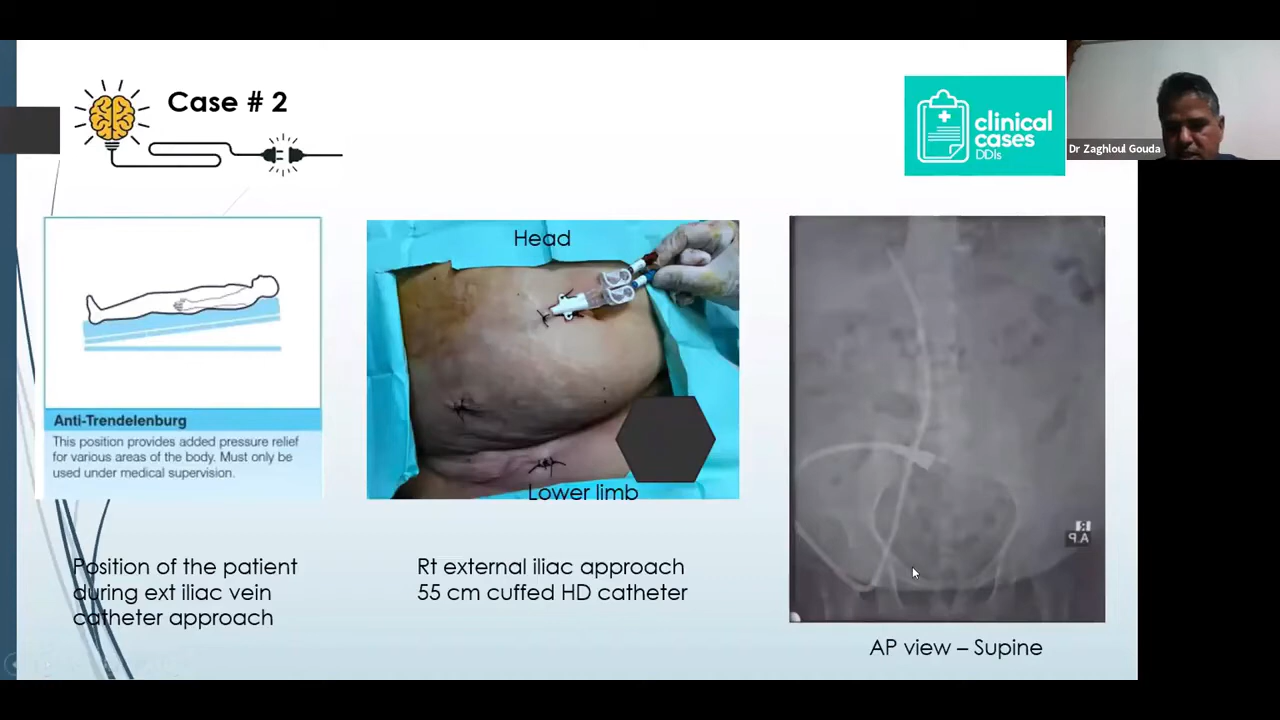 Case # 2
clinical
cases
DDIs
Dr Zaghloul Gouda
Anti-Trendelenburg
This position provides added pressure relief
for various areas of the body. Must only be
used under medical supervision.
Head
Lower limb
AP
Position of the patient
during ext iliac vein
catheter approach
Rt external iliac approach
55 cm cuffed HD catheter
AP view – Supine